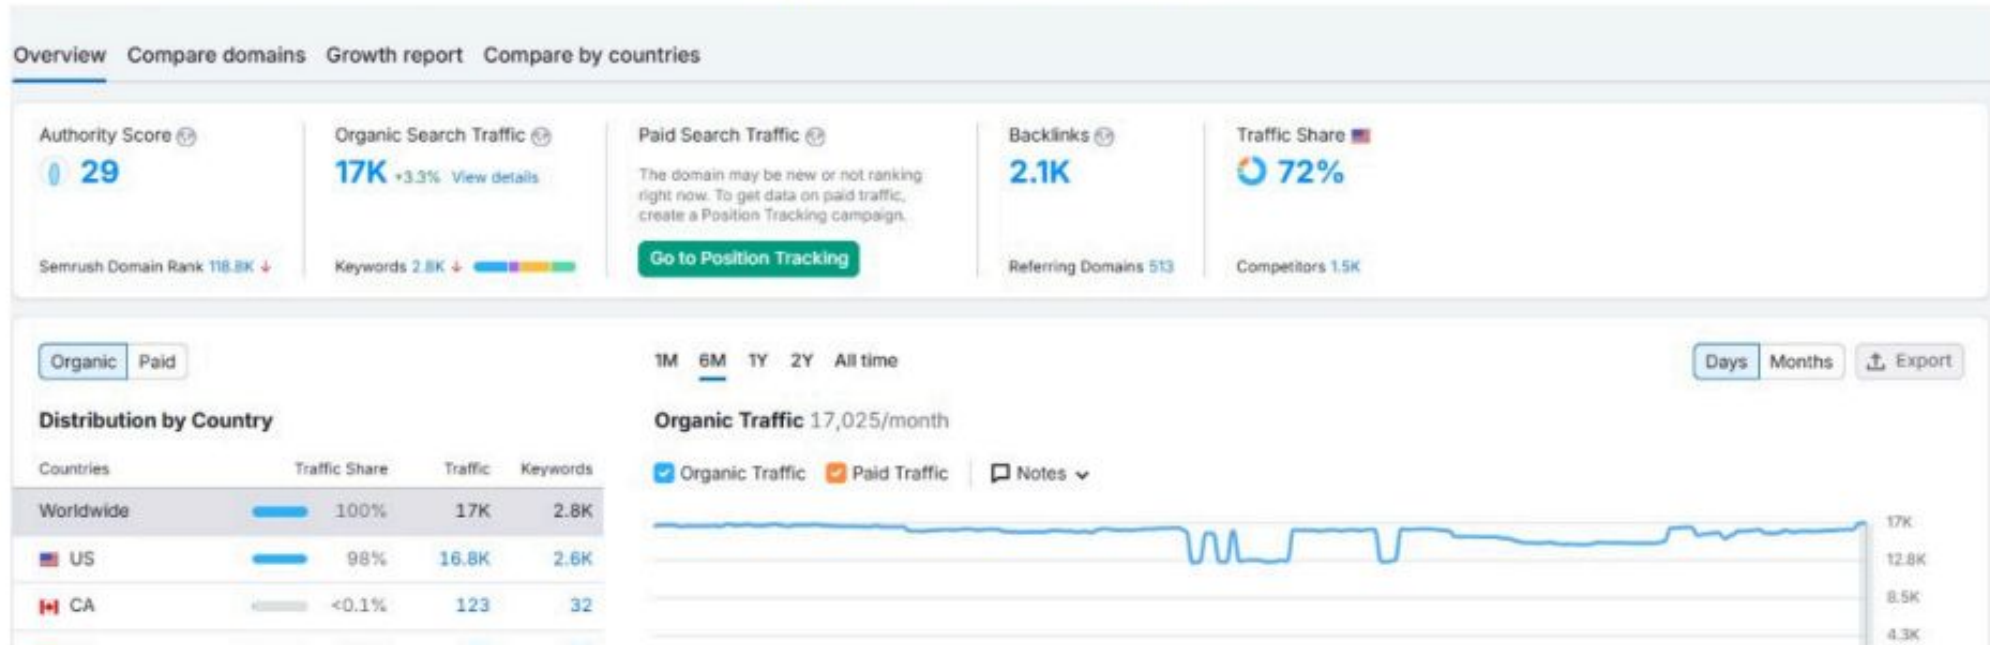 Overview Compare domains Growth report Compare by countries
Authority Score
29
Semrush Domain Rank 118.8K ↓
Organic Search Traffic
17K +3.3% View details
Keywords 2.8K ↓
Paid Search Traffic
The domain may be new or not ranking
right now. To get data on paid traffic,
create a Position Tracking campaign.
Go to Position Tracking
Backlinks
2.1K
Referring Domains 513
Traffic Share
72%
Competitors 1.5K
Organic Paid
Distribution by Country
Countries Traffic Share Traffic Keywords
Worldwide 100% 17K 2.8K
US 98% 16.8K 2.6K
CA <0.1% 123 32
1M 6M 1Y 2Y All time
Days Months Export
Organic Traffic 17,025/month
Organic Traffic Paid Traffic Notes
17K
12.8K
8.5K
4.3K